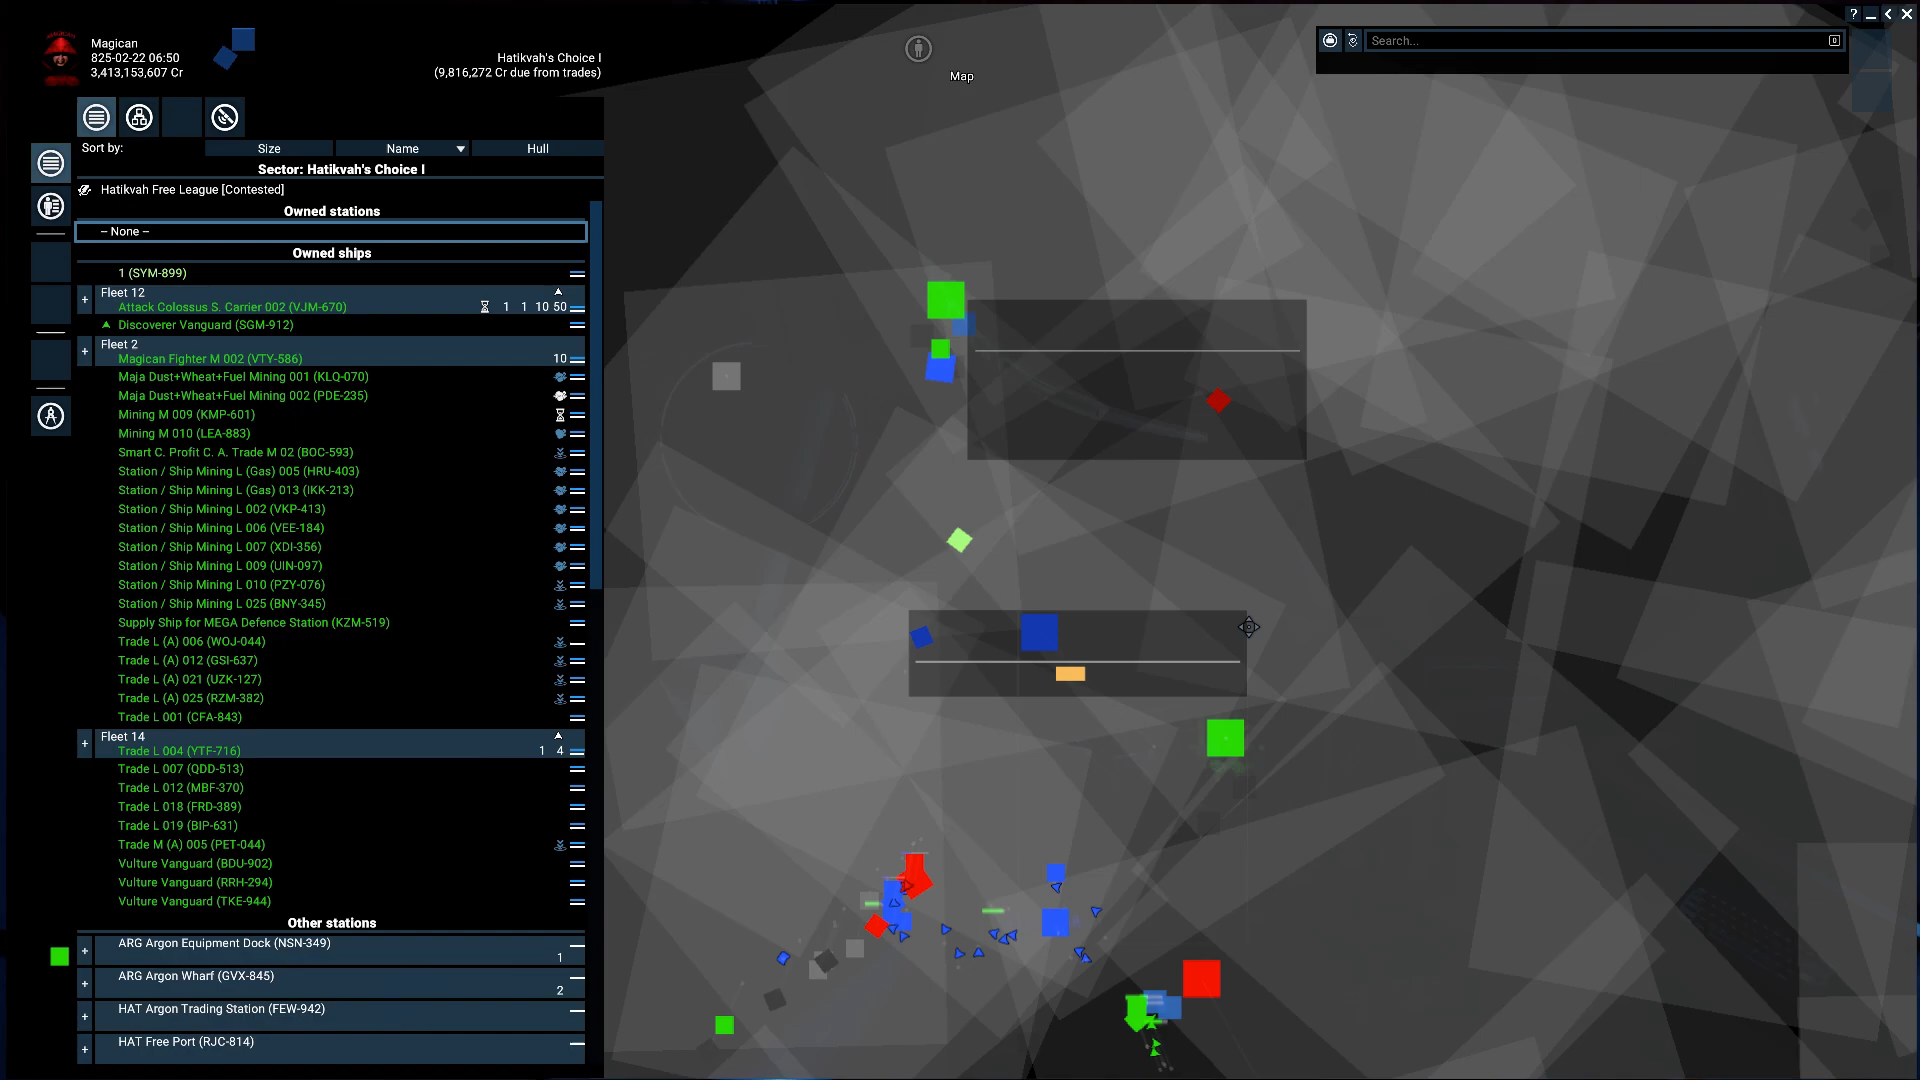 Magican
825-02-22 06:50
3,413,153,607 Cr
Hatikvah's Choice I
(9,816,272 Cr due from trades)
Map
Search...
Sort by:
Size
Name
Hull
Sector: Hatikvah's Choice I
Hatikvah Free League [Contested]
Owned stations
– None –
Owned ships
1 (SYM-899)
Fleet 12
Attack Colossus S. Carrier 002 (VJM-670) 1 1 10 50
Discoverer Vanguard (SGM-912)
Fleet 2
Magican Fighter M 002 (VTY-586) 10
Maja Dust+Wheat+Fuel Mining 001 (KLQ-070)
Maja Dust+Wheat+Fuel Mining 002 (PDE-235)
Mining M 009 (KMP-601)
Mining M 010 (LEA-883)
Smart C. Profit C. A. Trade M 02 (BOC-593)
Station / Ship Mining L (Gas) 005 (HRU-403)
Station / Ship Mining L (Gas) 013 (IKK-213)
Station / Ship Mining L 002 (VKP-413)
Station / Ship Mining L 006 (VEE-184)
Station / Ship Mining L 007 (XDI-356)
Station / Ship Mining L 009 (UIN-097)
Station / Ship Mining L 010 (PZY-076)
Station / Ship Mining L 025 (BNY-345)
Supply Ship for MEGA Defence Station (KZM-519)
Trade L (A) 006 (WOJ-044)
Trade L (A) 012 (GSI-637)
Trade L (A) 021 (UZK-127)
Trade L (A) 025 (RZM-382)
Trade L 001 (CFA-843)
Fleet 14
Trade L 004 (YTF-716) 1 4
Trade L 007 (QDD-513)
Trade L 012 (MBF-370)
Trade L 018 (FRD-389)
Trade L 019 (BIP-631)
Trade M (A) 005 (PET-044)
Vulture Vanguard (BDU-902)
Vulture Vanguard (RRH-294)
Vulture Vanguard (TKE-944)
Other stations
ARG Argon Equipment Dock (NSN-349)
1
ARG Argon Wharf (GVX-845)
2
HAT Argon Trading Station (FEW-942)
HAT Free Port (RJC-814)